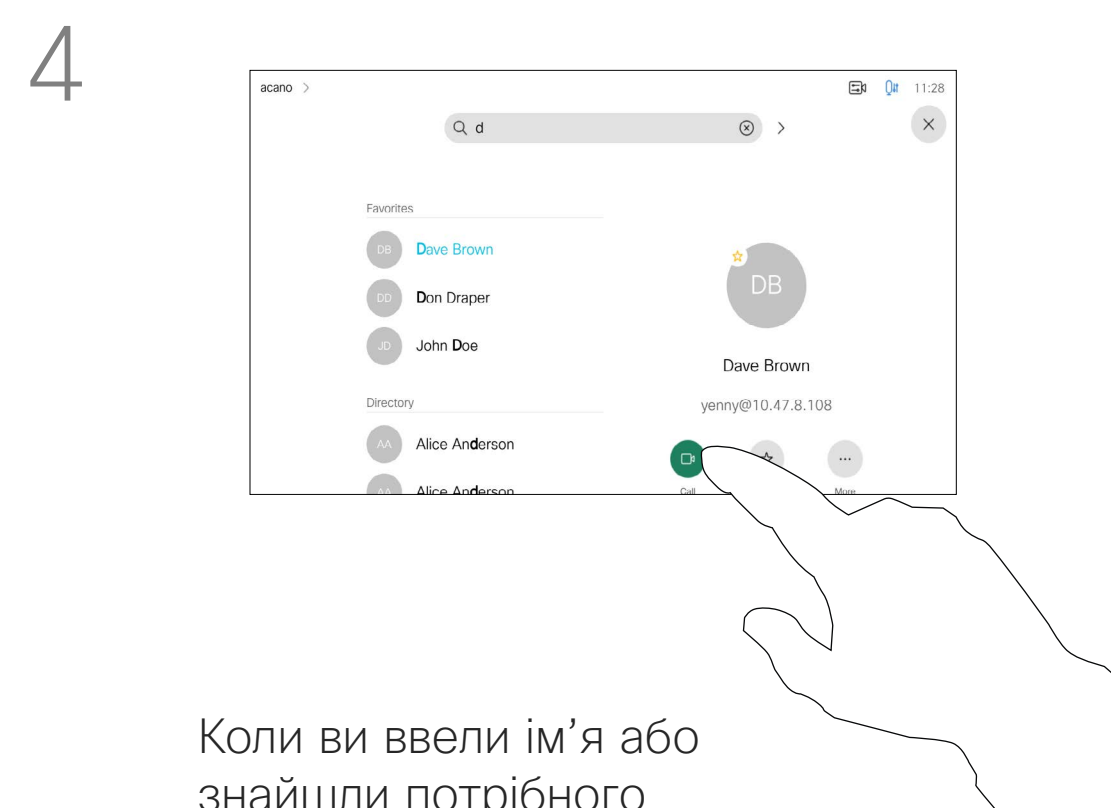 4
acano >
11:28
d
Favorites
DB Dave Brown
DD Don Draper
JD John Doe
Directory
AA Alice Anderson
AA Alice Anderson
DB
Dave Brown
yenny@10.47.8.108
Call
More
Коли ви ввели ім’я або
знайшли потрібного